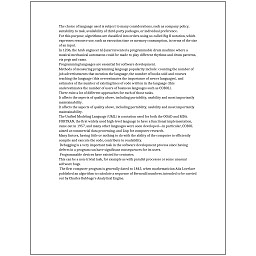 The choice of language used is subject to many considerations, such as company policy,
suitability to task, availability of third-party packages, or individual preference.
For this purpose, algorithms are classified into orders using so-called Big O notation, which
expresses resource use, such as execution time or memory consumption, in terms of the size
of an input.
In 1206, the Arab engineer Al-Jazari invented a programmable drum machine where a
musical mechanical automaton could be made to play different rhythms and drum patterns,
via pegs and cams.
Programming languages are essential for software development.
Methods of measuring programming language popularity include: counting the number of
job advertisements that mention the language, the number of books sold and courses
teaching the language (this overestimates the importance of newer languages), and
estimates of the number of existing lines of code written in the language (this
underestimates the number of users of business languages such as COBOL).
There exist a lot of different approaches for each of those tasks.
It affects the aspects of quality above, including portability, usability and most importantly
maintainability.
It affects the aspects of quality above, including portability, usability and most importantly
maintainability.
The Unified Modeling Language (UML) is a notation used for both the OOAD and MDA.
FORTRAN, the first widely used high-level language to have a functional implementation,
came out in 1957, and many other languages were soon developed—in particular, COBOL
aimed at commercial data processing, and Lisp for computer research.
Many factors, having little or nothing to do with the ability of the computer to efficiently
compile and execute the code, contribute to readability.
Debugging is a very important task in the software development process since having
defects in a program can have significant consequences for its users.
Programmable devices have existed for centuries.
This can be a non-trivial task, for example as with parallel processes or some unusual
software bugs.
The first computer program is generally dated to 1843, when mathematician Ada Lovelace
published an algorithm to calculate a sequence of Bernoulli numbers, intended to be carried
out by Charles Babbage's Analytical Engine.